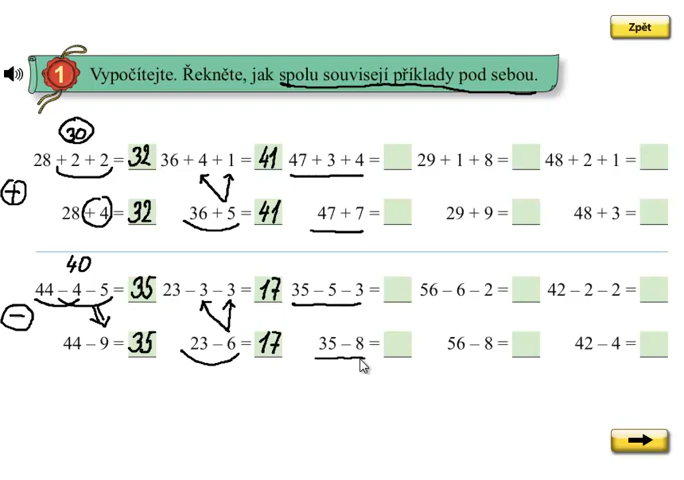 Zpět
1 Vypočítejte. Řekněte, jak spolu souvisejí příklady pod sebou.
30
28 + 2 + 2 = 32 36 + 4 + 1 = 41 47 + 3 + 4 = 29 + 1 + 8 = 48 + 2 + 1 =
+
28 + 4 = 32 36 + 5 = 41 47 + 7 = 29 + 9 = 48 + 3 =
40
44 – 4 – 5 = 35 23 – 3 – 3 = 17 35 – 5 – 3 = 56 – 6 – 2 = 42 – 2 – 2 =
–
44 – 9 = 35 23 – 6 = 17 35 – 8 = 56 – 8 = 42 – 4 =